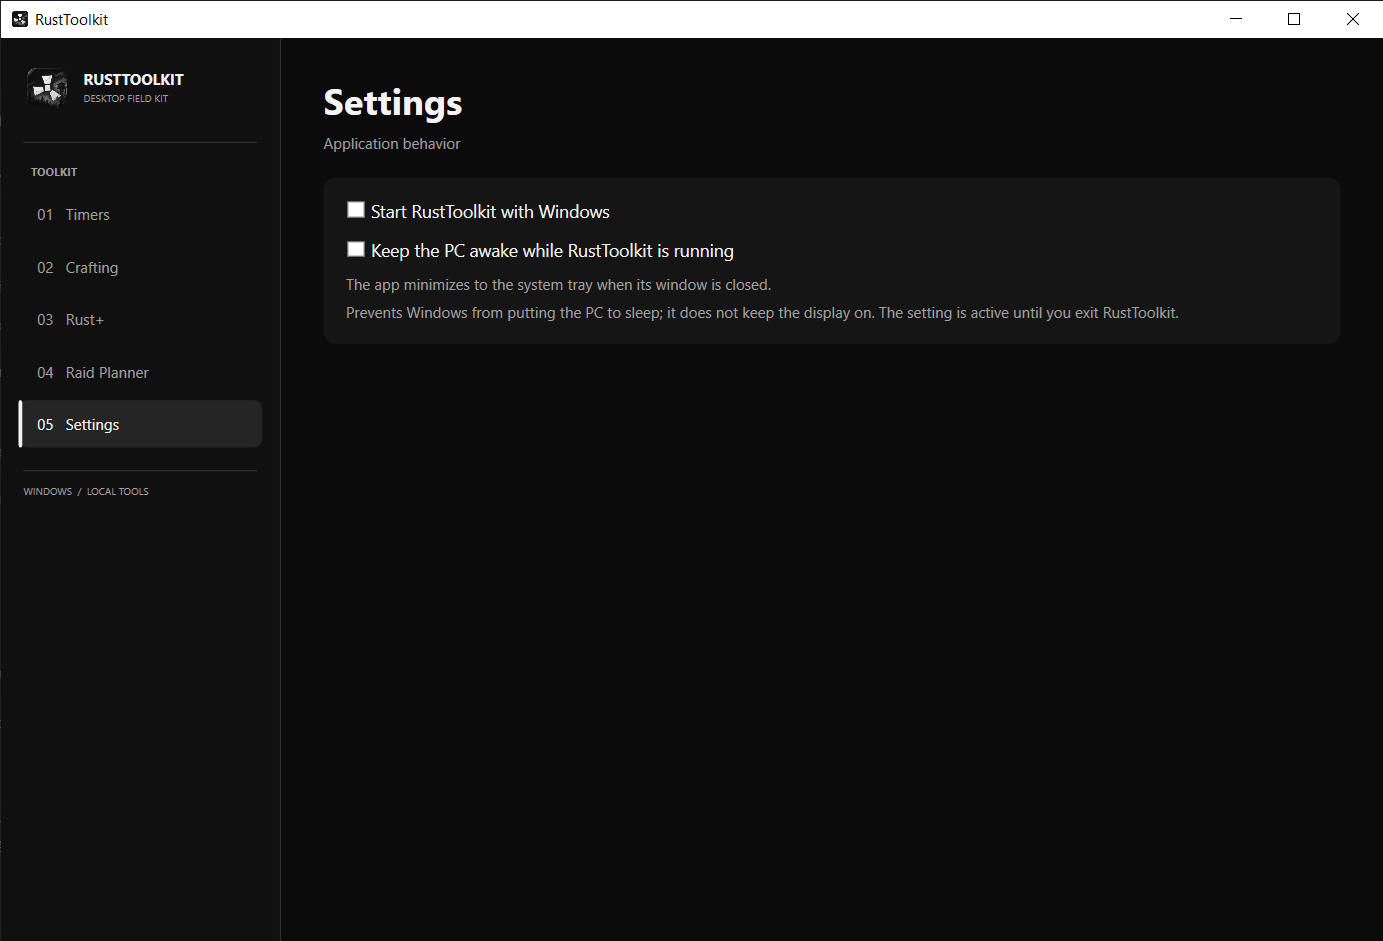 RustToolkit
RUSTTOOLKIT
DESKTOP FIELD KIT
TOOLKIT
01 Timers
02 Crafting
03 Rust+
04 Raid Planner
05 Settings
WINDOWS / LOCAL TOOLS
Settings
Application behavior
Start RustToolkit with Windows
Keep the PC awake while RustToolkit is running
The app minimizes to the system tray when its window is closed.
Prevents Windows from putting the PC to sleep; it does not keep the display on. The setting is active until you exit RustToolkit.